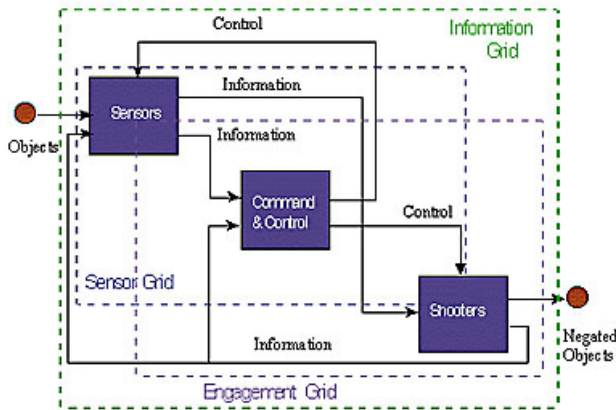 Control
Information
Grid
Information
Sensors
Objects
Information
Command
& Control
Control
Sensor Grid
Shooters
Information
Negated
Objects
Engagement Grid